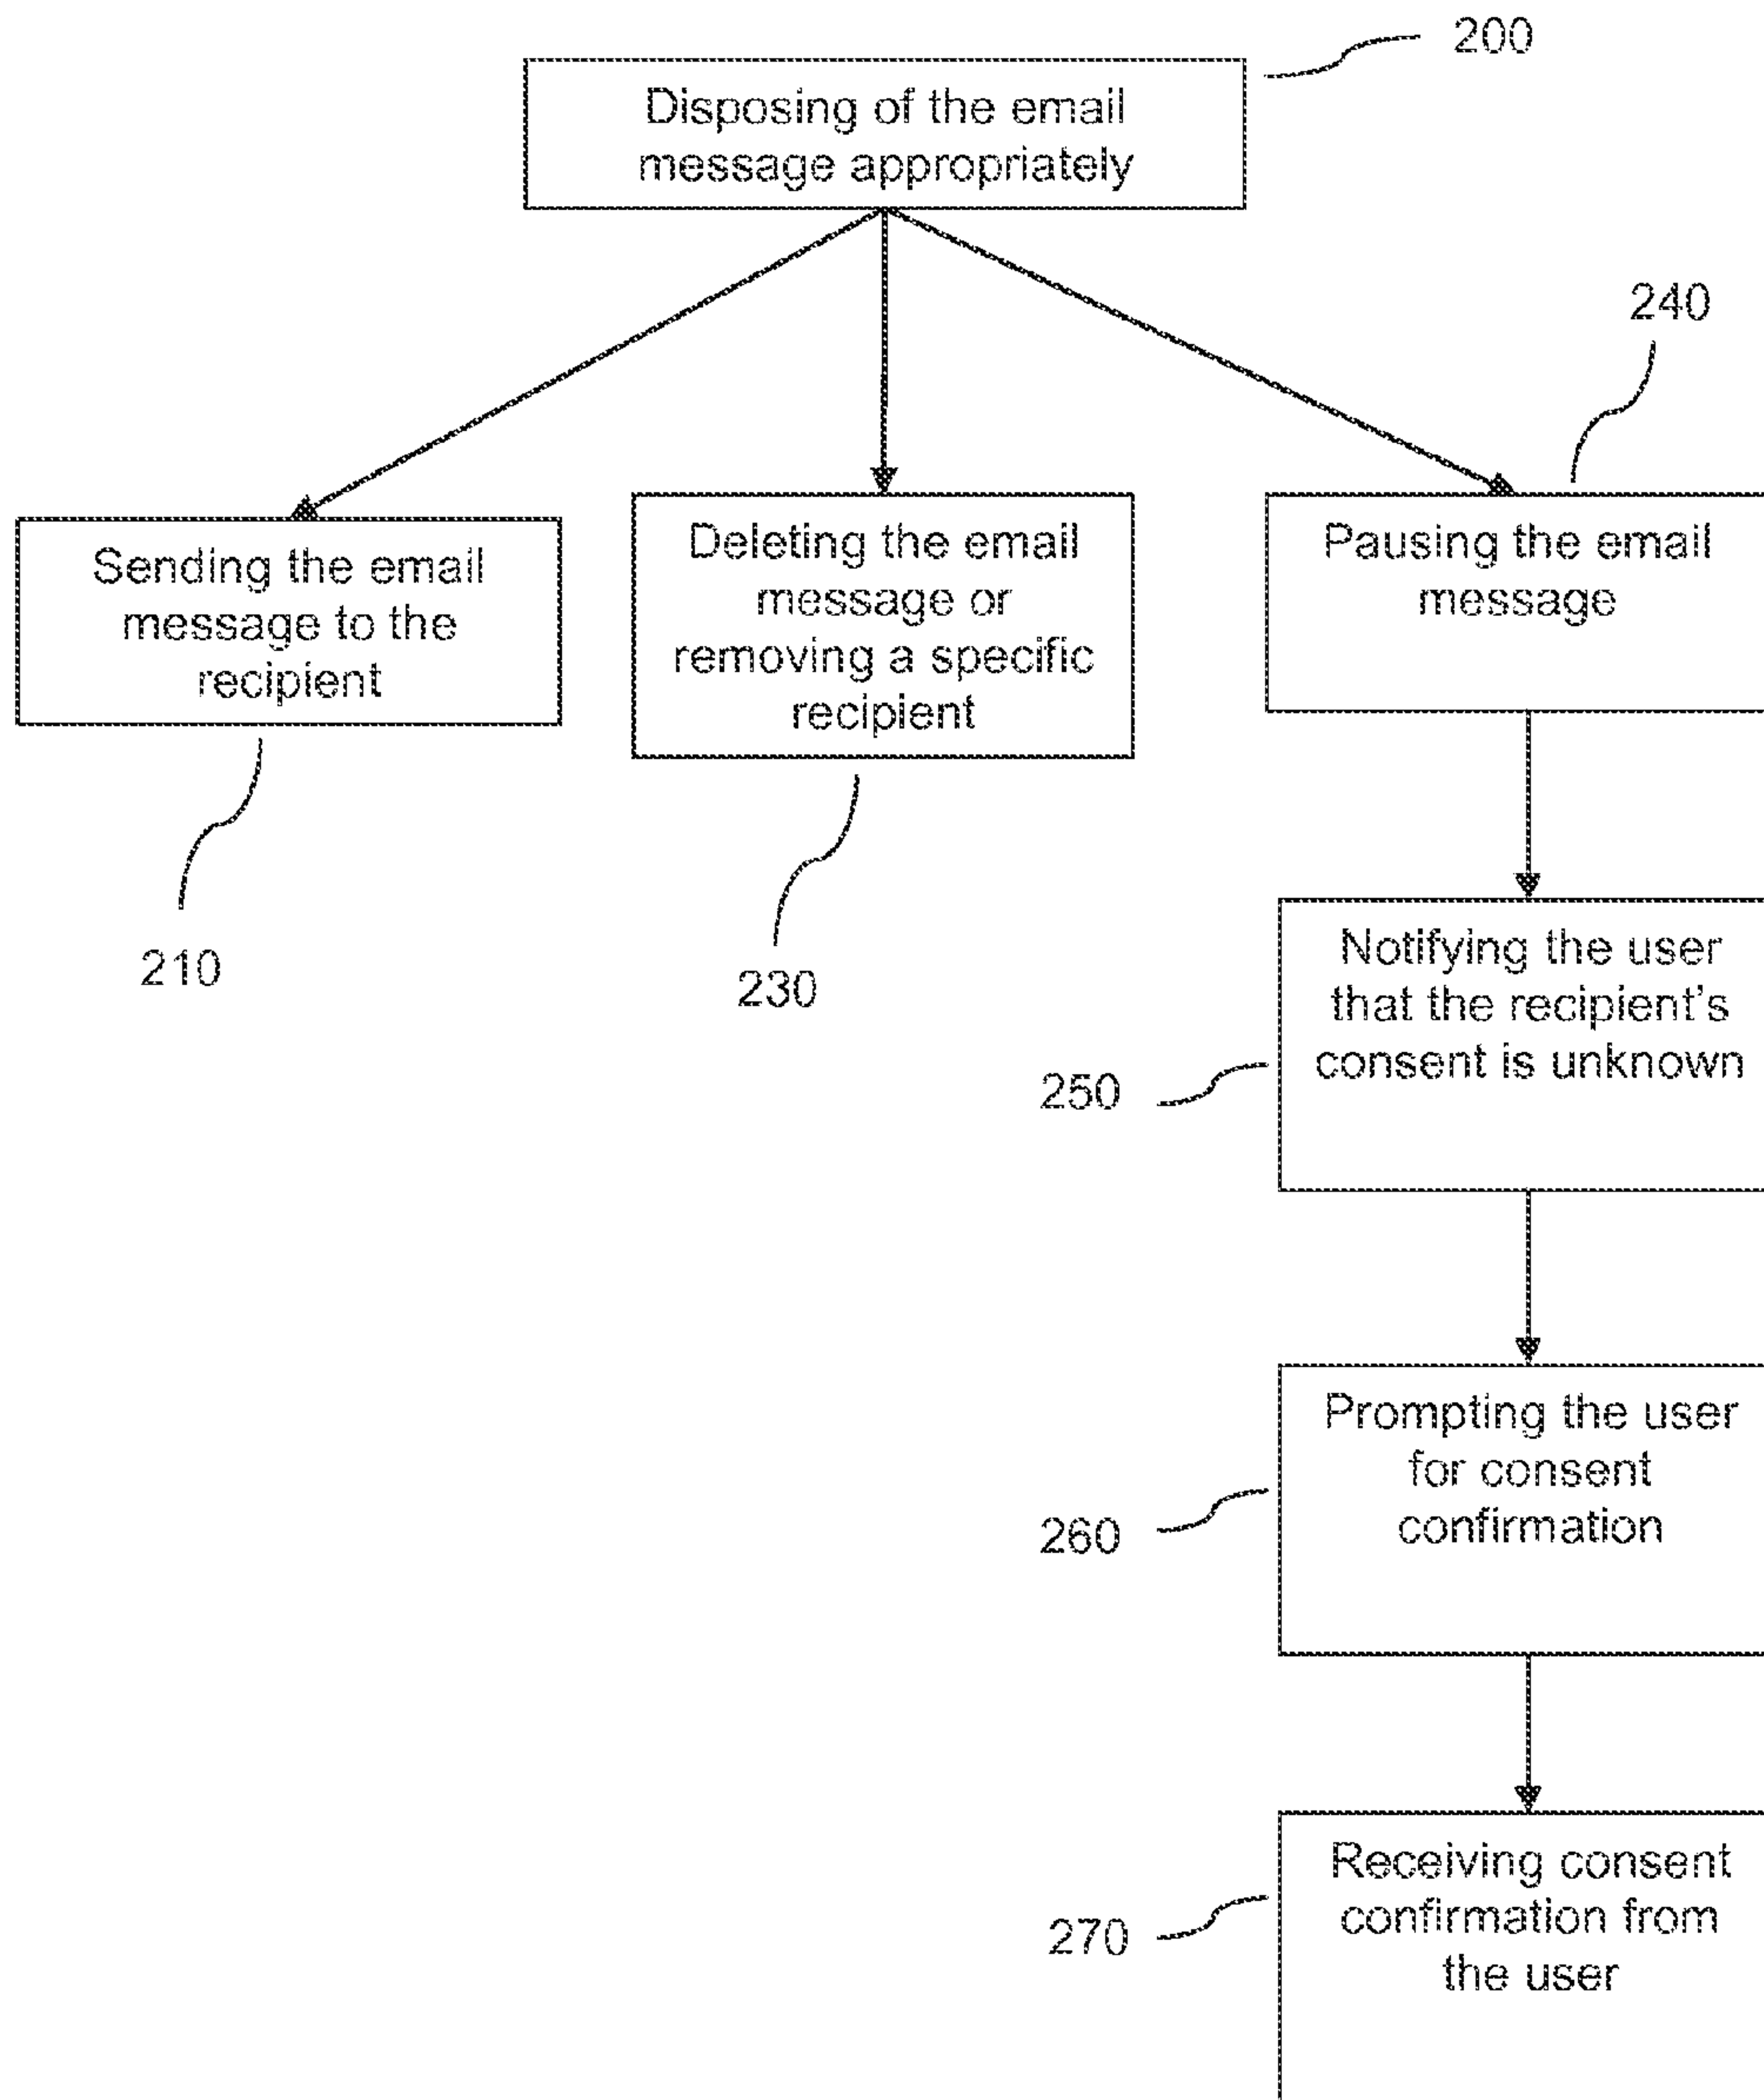 200
Disposing of the email
message appropriately
240
Sending the email
message to the
recipient
Deleting the email
message or
removing a specific
recipient
Pausing the email
message
210
230
Notifying the user
that the recipient's
consent is unknown
250
Prompting the user
for consent
confirmation
260
Receiving consent
confirmation from
the user
270